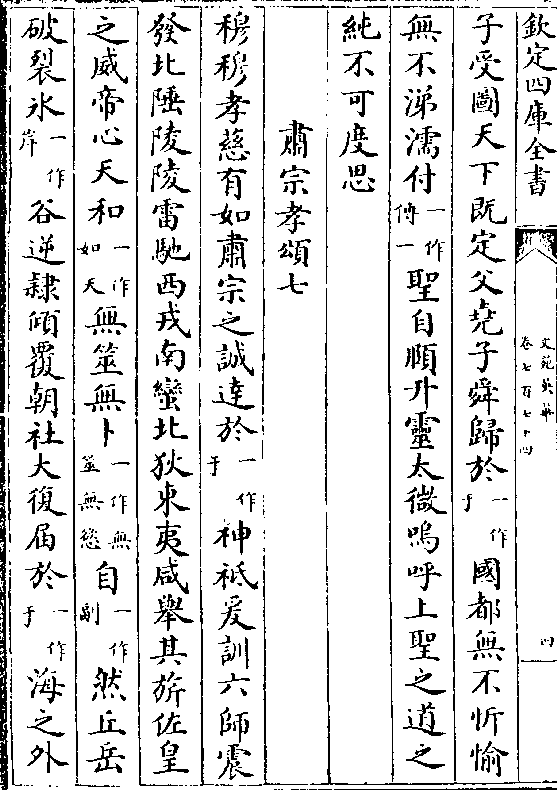 欽定四庫全書
文苑英華
卷七百七十四
四
子受圖天下既定父堯子舜歸於一作于國都無不忻愉
無不涕濡付一作傳一聖自順升靈太微嗚呼上聖之道之
純不可度思
肅宗孝頌七
穆穆孝慈有如肅宗之誠達於一作于神祇爰訓六師震
發北陲陵陵雷馳西戎南蠻北狄東夷咸舉其旂佐皇
之威帝心天和一作如天無筮無卜一作無筮無慫自一作剮然丘岳
破裂氷一作岸谷逆隷傾覆朝社大復屆於一作于海之外